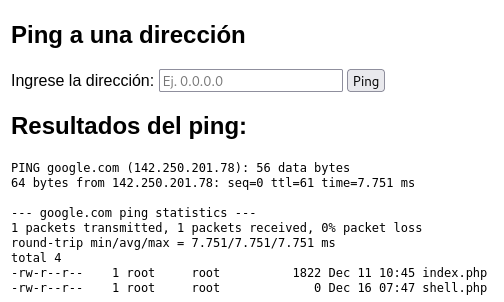 Ping a una dirección
Ingrese la dirección: Ej. 0.0.0.0 Ping
Resultados del ping:
PING google.com (142.250.201.78): 56 data bytes
64 bytes from 142.250.201.78: seq=0 ttl=61 time=7.751 ms
--- google.com ping statistics ---
1 packets transmitted, 1 packets received, 0% packet loss
round-trip min/avg/max = 7.751/7.751/7.751 ms
total 4
-rw-r--r--    1 root     root          1822 Dec 11 10:45 index.php
-rw-r--r--    1 root     root             0 Dec 16 07:47 shell.php